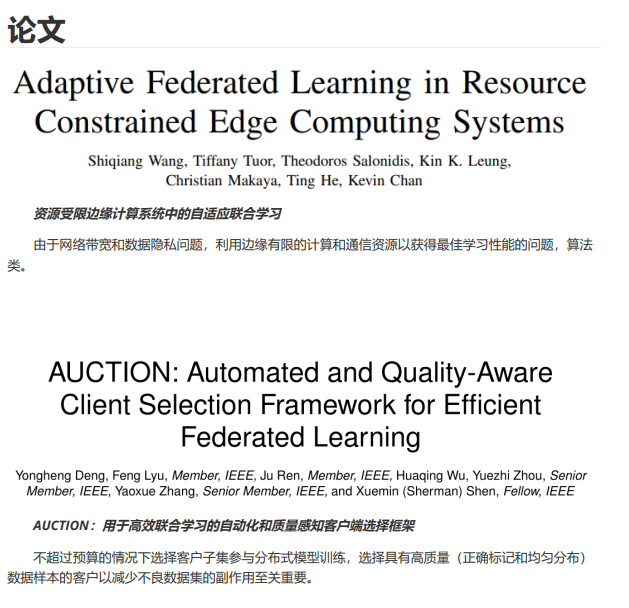 论文
Adaptive Federated Learning in Resource
Constrained Edge Computing Systems
Shiqiang Wang, Tiffany Tuor, Theodoros Salonidis, Kin K. Leung,
Christian Makaya, Ting He, Kevin Chan
资源受限边缘计算系统中的自适应联合学习
由于网络带宽和数据隐私问题，利用边缘有限的计算和通信资源以获得最佳学习性能的问题，算法
类。
AUCTION: Automated and Quality-Aware
Client Selection Framework for Efficient
Federated Learning
Yongheng Deng, Feng Lyu, Member, IEEE, Ju Ren, Member, IEEE, Huaqing Wu, Yuezhi Zhou, Senior
Member, IEEE, Yaoxue Zhang, Senior Member, IEEE, and Xuemin (Sherman) Shen, Fellow, IEEE
AUCTION：用于高效联合学习的自动化和质量感知客户端选择框架
不超过预算的情况下选择客户子集参与分布式模型训练，选择具有高质量（正确标记和均匀分布）
数据样本的客户以减少不良数据集的副作用至关重要。